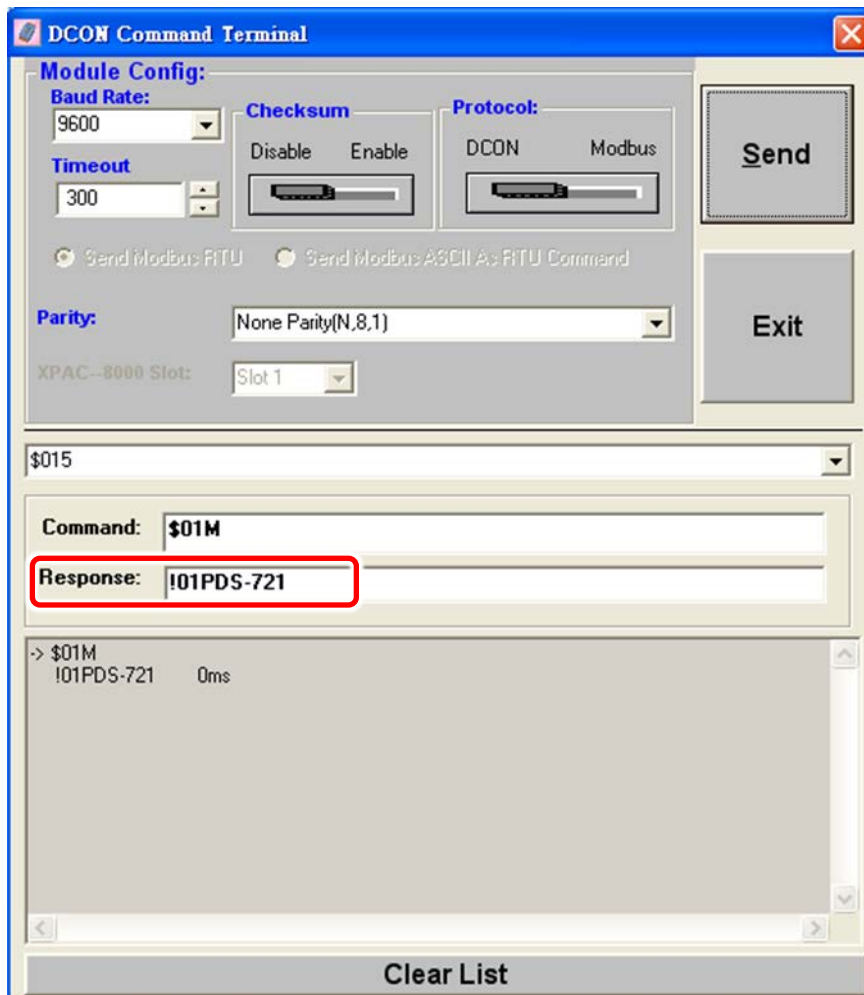 DCON Command Terminal
Module Config:
Baud Rate:
9600
Checksum
Disable Enable
Protocol:
DCON Modbus
Timeout
300
Send Modbus RTU Send Modbus ASCII As RTU Command
Parity:
None Parity(N,8,1)
XPAC--8000 Slot:
Slot 1
Send
Exit
$015
Command: $01M
Response: !01PDS-721
-> $01M
!01PDS-721 0ms
Clear List